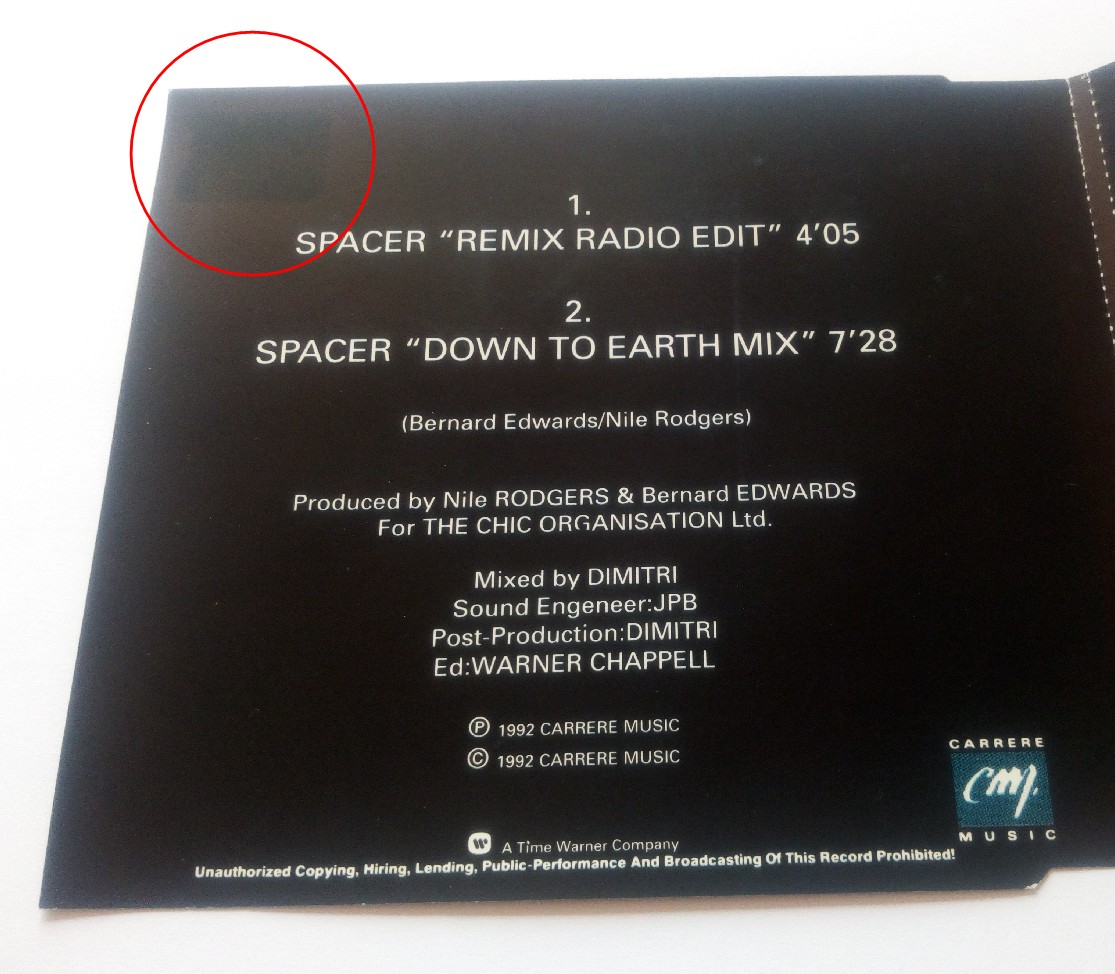 1.
SPACER “REMIX RADIO EDIT” 4’05
2.
SPACER “DOWN TO EARTH MIX” 7’28
(Bernard Edwards/Nile Rodgers)
Produced by Nile RODGERS & Bernard EDWARDS
For THE CHIC ORGANISATION Ltd.
Mixed by DIMITRI
Sound Engeneer:JPB
Post-Production:DIMITRI
Ed:WARNER CHAPPELL
℗ 1992 CARRERE MUSIC
© 1992 CARRERE MUSIC
CARRERE
CMJ.
MUSIC
A Time Warner Company
Unauthorized Copying, Hiring, Lending, Public-Performance And Broadcasting Of This Record Prohibited!